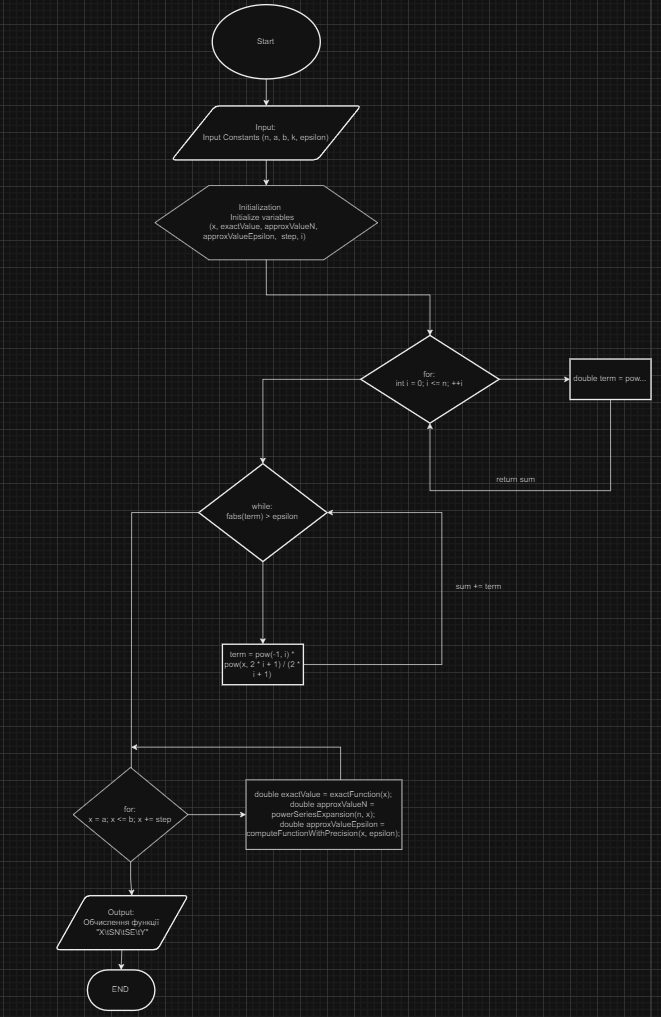 Start
Input:
Input Constants (n, a, b, k, epsilon)
Initialization
Initialize variables
(x, exactValue, approxValueN,
approxValueEpsilon, step, i)
for:
int i = 0; i <= n; ++i
double term = pow...
return sum
while:
fabs(term) > epsilon
sum += term
term = pow(-1, i) *
pow(x, 2 * i + 1) / (2 *
i + 1)
for:
x = a; x <= b; x += step
double exactValue = exactFunction(x);
double approxValueN =
powerSeriesExpansion(n, x);
double approxValueEpsilon =
computeFunctionWithPrecision(x, epsilon);
Output:
Обчислення функції
"X\tSN\tSE\tY"
END